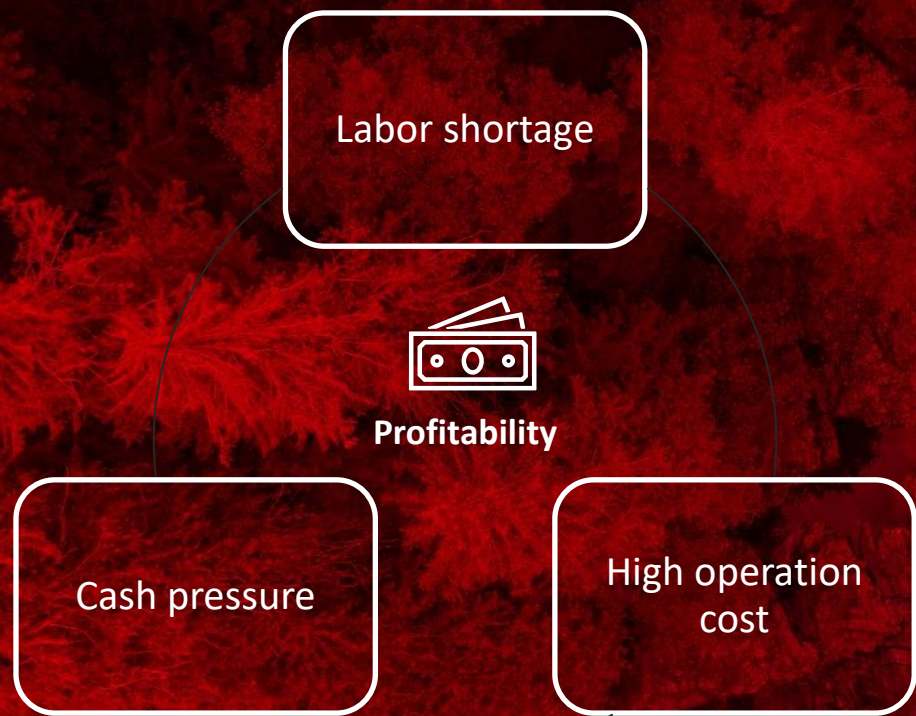 Labor shortage
Profitability
Cash pressure
High operation
cost